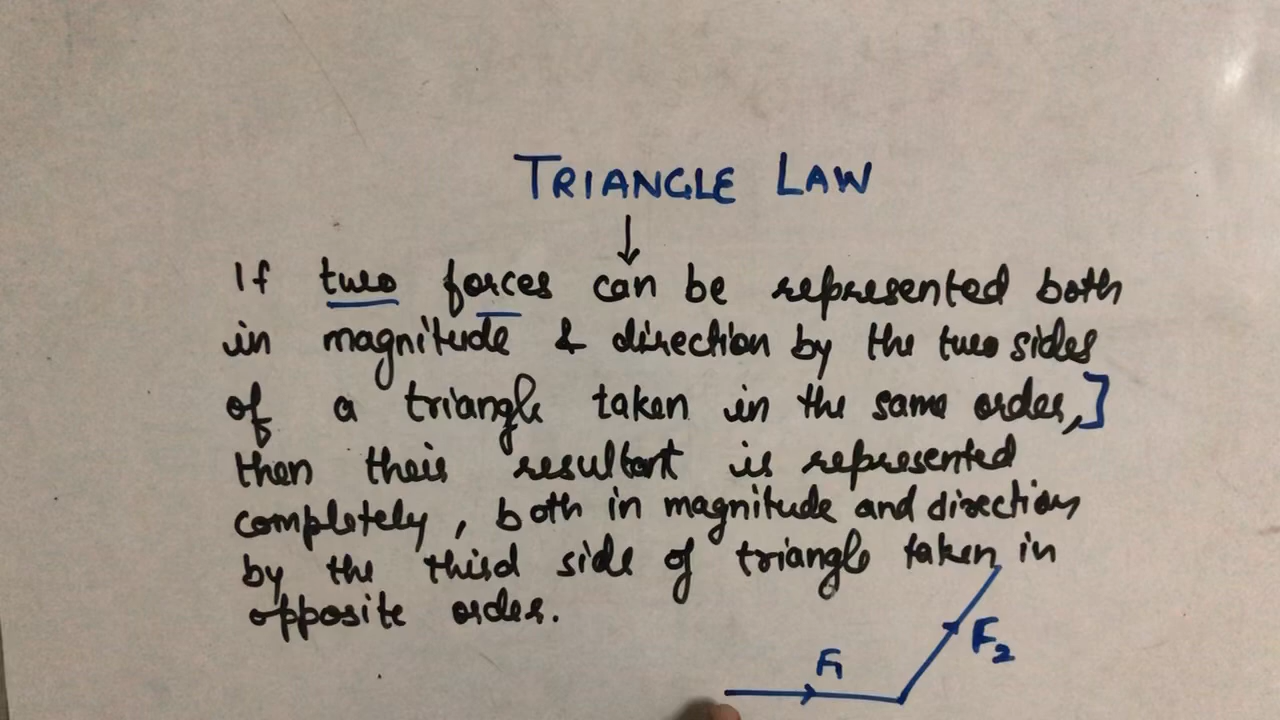 TRIANGLE LAW
If two forces can be represented both
in magnitude & direction by the two sides
of a triangle taken in the same order,]
then their resultant is represented
completely, both in magnitude and direction
by the third side of triangle taken in
opposite order.
F1
F2